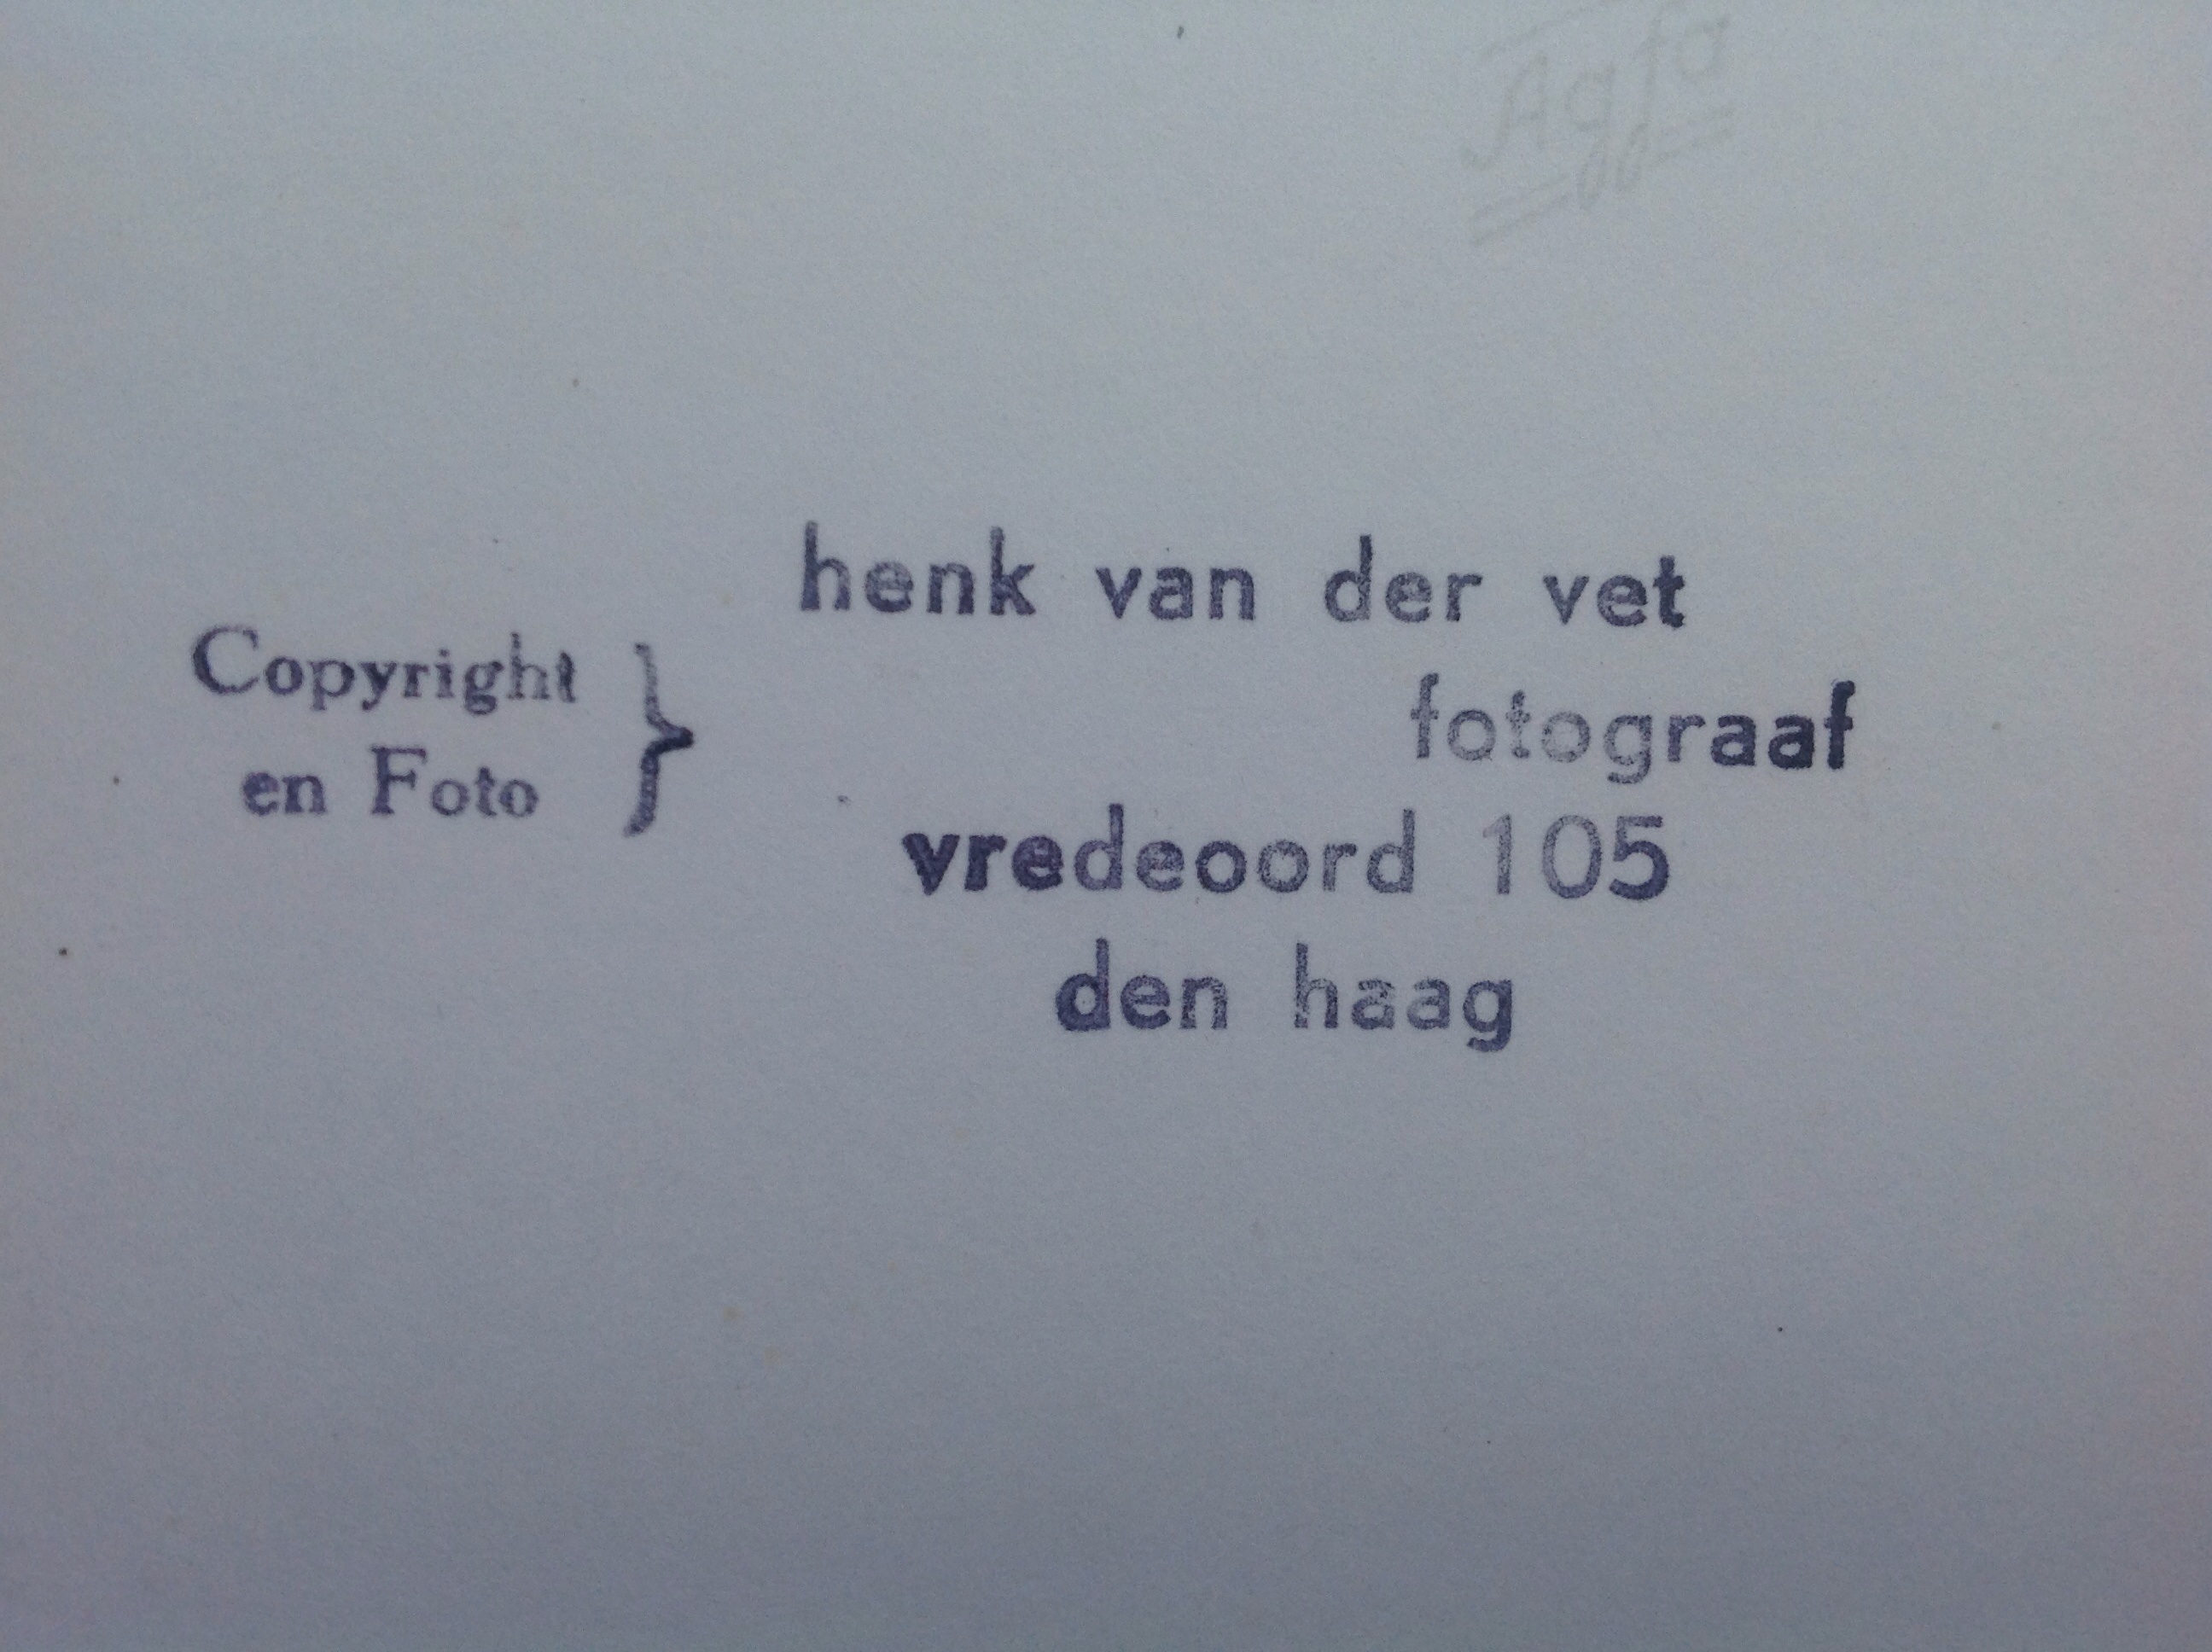 Agfa
henk van der vet
fotograaf
Copyright
en Foto
vredeoord 105
den haag